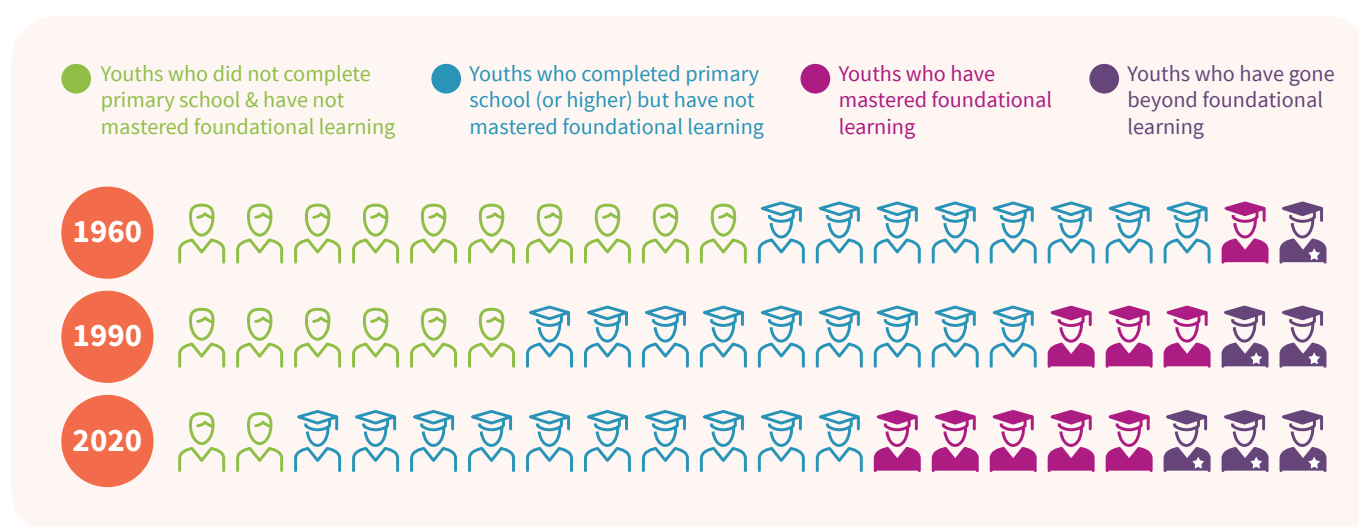 Youths who did not complete
primary school & have not
mastered foundational learning
Youths who completed primary
school (or higher) but have not
mastered foundational learning
Youths who have
mastered foundational
learning
Youths who have gone
beyond foundational
learning
1960
1990
2020